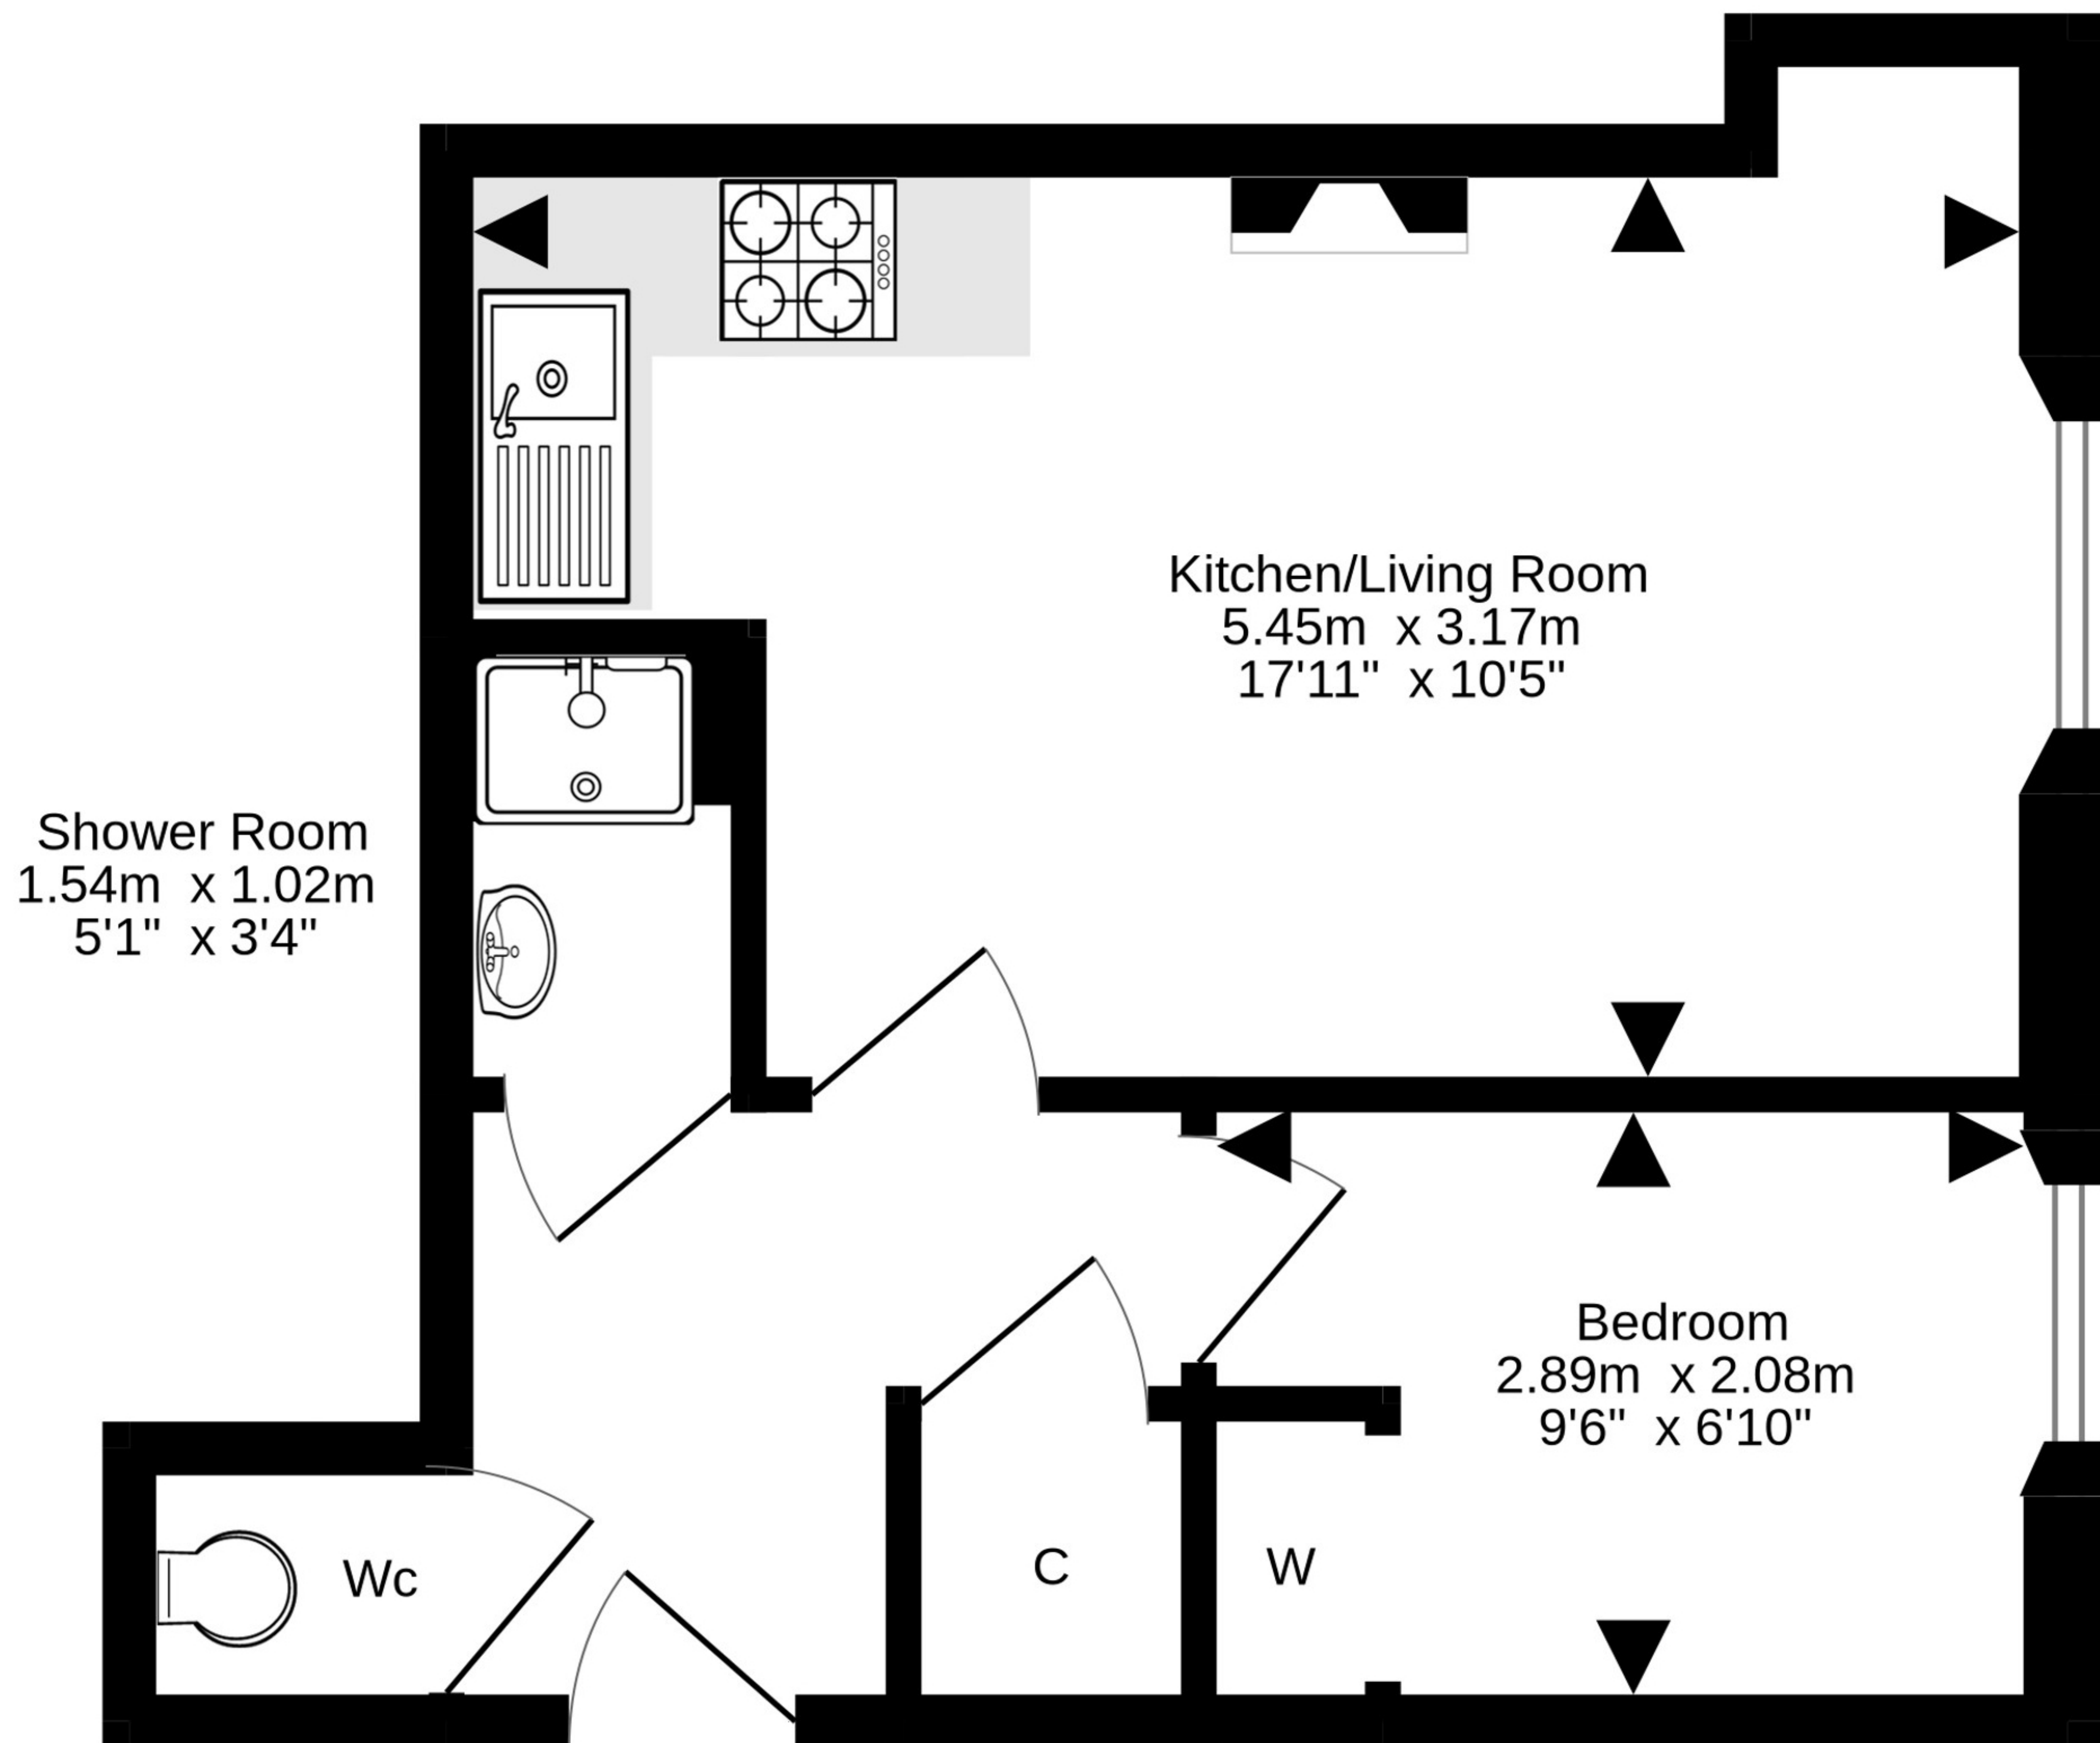 Kitchen/Living Room
5.45m x 3.17m
17'11" x 10'5"
Shower Room
1.54m x 1.02m
5'1" x 3'4"
Bedroom
2.89m x 2.08m
9'6" x 6'10"
Wc
C
W